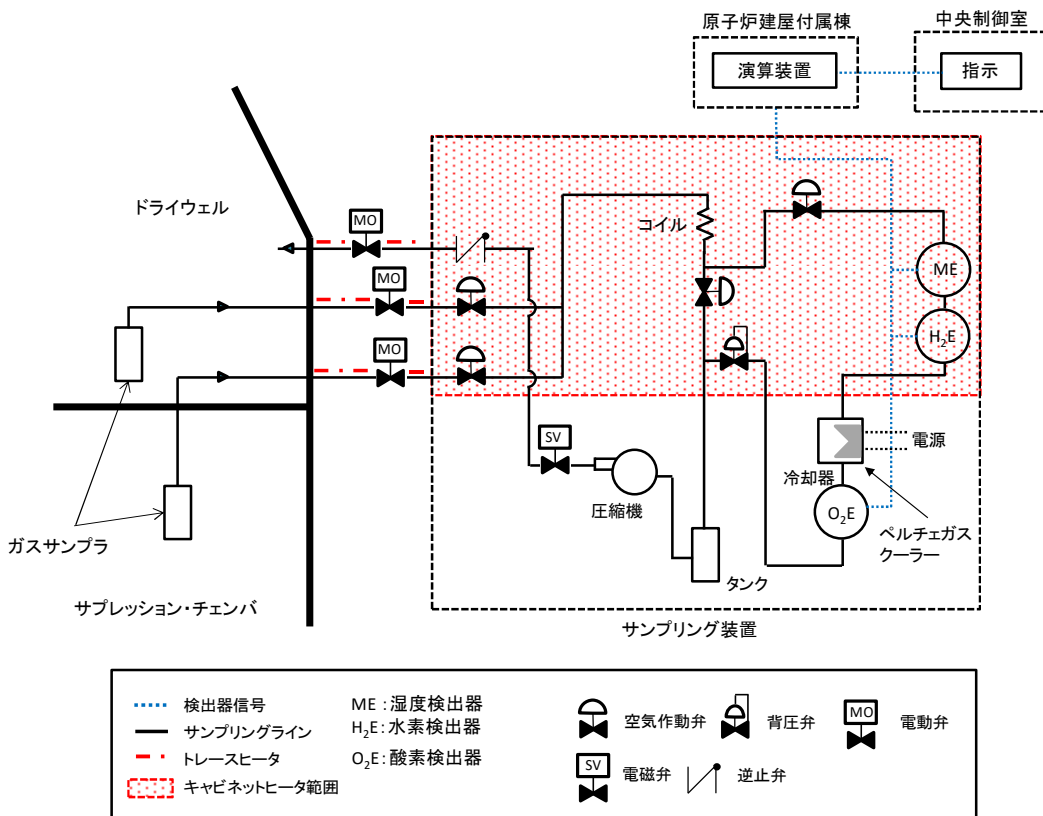 原子炉建屋付属棟
中央制御室
演算装置
指示
ドライウェル
MO
コイル
MO
ME
H₂E
MO
SV
電源
冷却器
圧縮機
O₂E
ペルチェガス
クーラー
ガスサンプラ
タンク
サプレッション・チェンバ
サンプリング装置
検出器信号
サンプリングライン
トレースヒータ
キャビネットヒータ範囲
ME：湿度検出器
H₂E：水素検出器
O₂E：酸素検出器
空気作動弁
背圧弁
MO
電動弁
SV
電磁弁
逆止弁